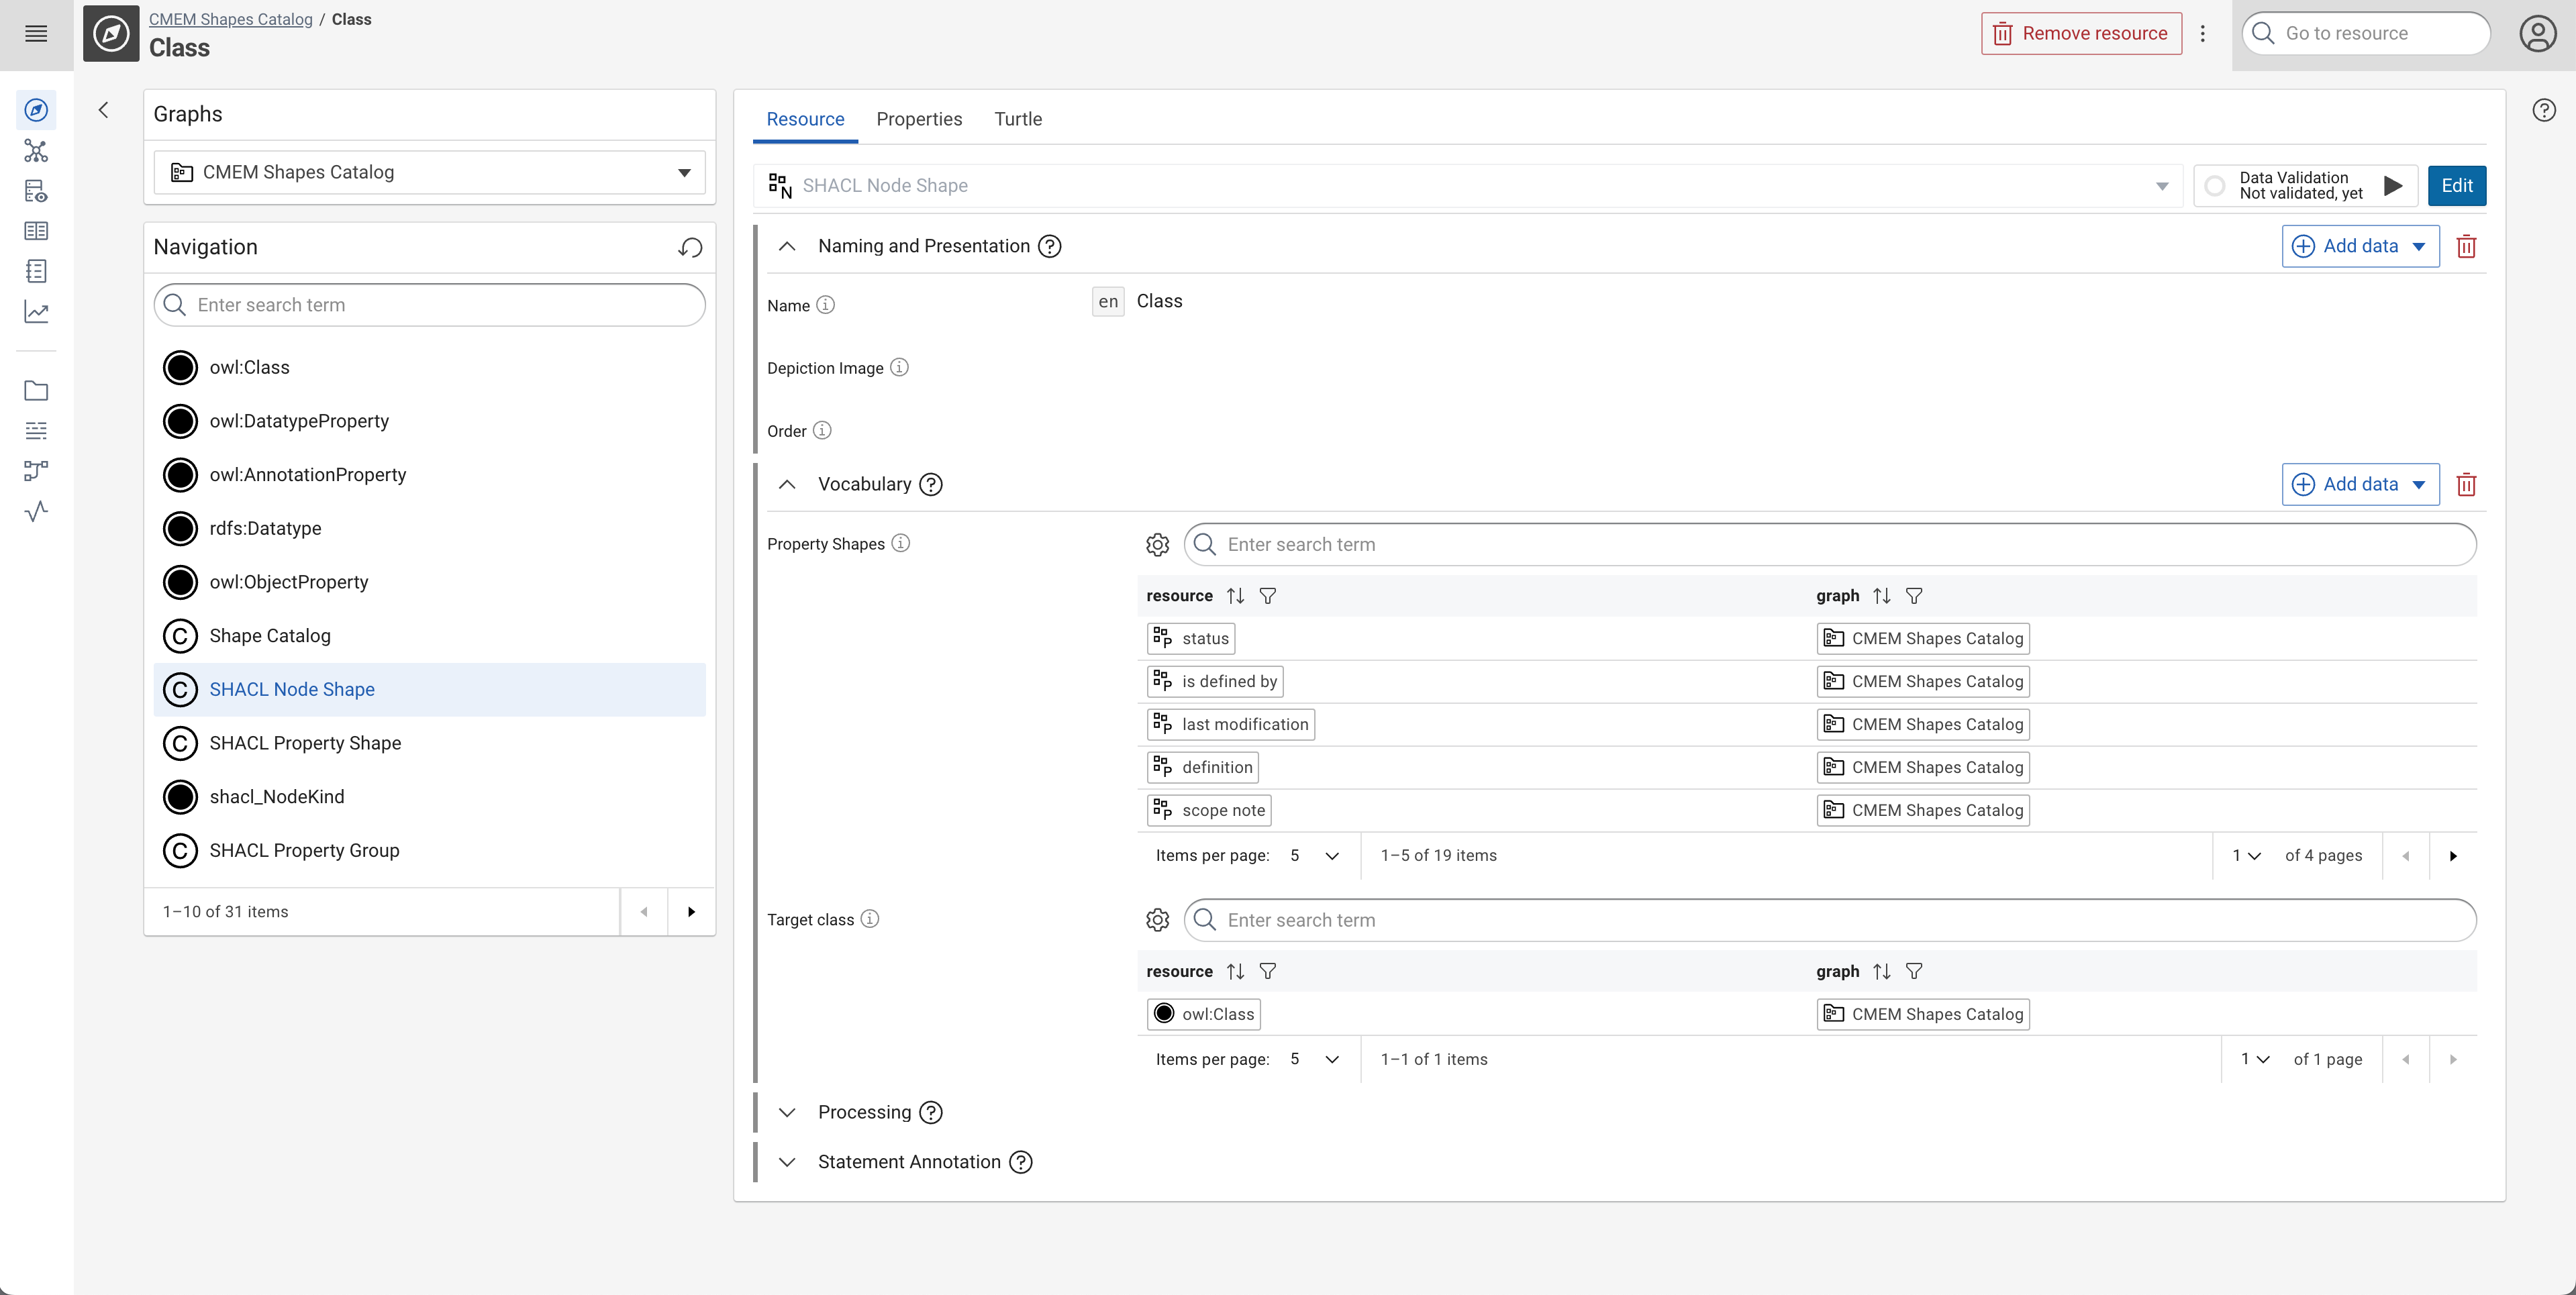 CMEM Shapes Catalog / Class
Class
Remove resource
Go to resource
Graphs
CMEM Shapes Catalog
Navigation
Enter search term
owl:Class
owl:DatatypeProperty
owl:AnnotationProperty
rdfs:Datatype
owl:ObjectProperty
Shape Catalog
SHACL Node Shape
SHACL Property Shape
shacl_NodeKind
SHACL Property Group
1–10 of 31 items
Resource Properties Turtle
SHACL Node Shape
Data Validation
Not validated, yet
Edit
Naming and Presentation
Add data
Name en Class
Depiction Image
Order
Vocabulary
Add data
Property Shapes Enter search term
resource graph
status CMEM Shapes Catalog
is defined by CMEM Shapes Catalog
last modification CMEM Shapes Catalog
definition CMEM Shapes Catalog
scope note CMEM Shapes Catalog
Items per page: 5 1–5 of 19 items 1 of 4 pages
Target class Enter search term
resource graph
owl:Class CMEM Shapes Catalog
Items per page: 5 1–1 of 1 items 1 of 1 page
Processing
Statement Annotation